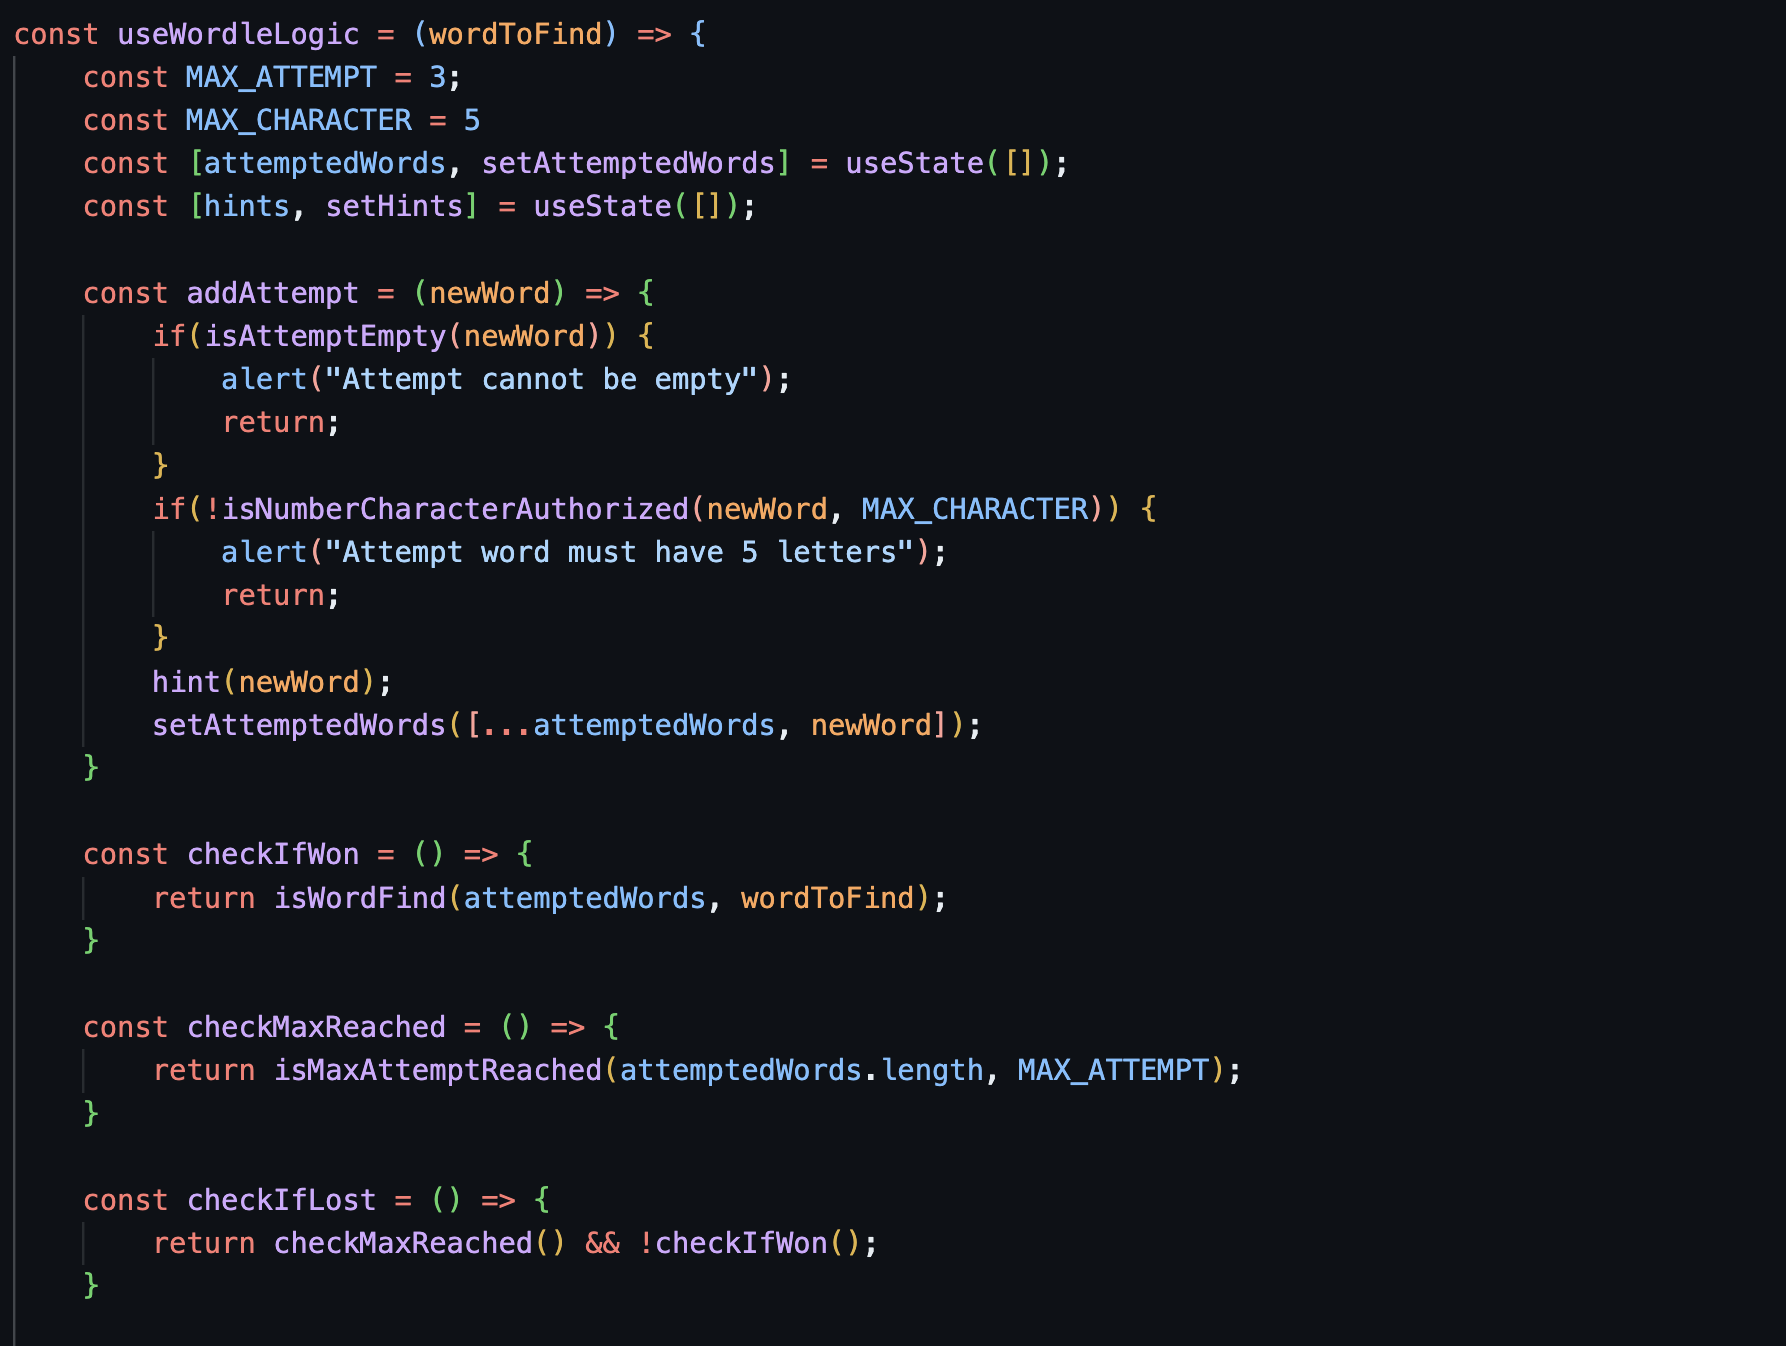 const useWordleLogic = (wordToFind) => {
    const MAX_ATTEMPT = 3;
    const MAX_CHARACTER = 5
    const [attemptedWords, setAttemptedWords] = useState([]);
    const [hints, setHints] = useState([]);

    const addAttempt = (newWord) => {
        if(isAttemptEmpty(newWord)) {
            alert("Attempt cannot be empty");
            return;
        }
        if(!isNumberCharacterAuthorized(newWord, MAX_CHARACTER)) {
            alert("Attempt word must have 5 letters");
            return;
        }
        hint(newWord);
        setAttemptedWords([...attemptedWords, newWord]);
    }

    const checkIfWon = () => {
        return isWordFind(attemptedWords, wordToFind);
    }

    const checkMaxReached = () => {
        return isMaxAttemptReached(attemptedWords.length, MAX_ATTEMPT);
    }

    const checkIfLost = () => {
        return checkMaxReached() && !checkIfWon();
    }